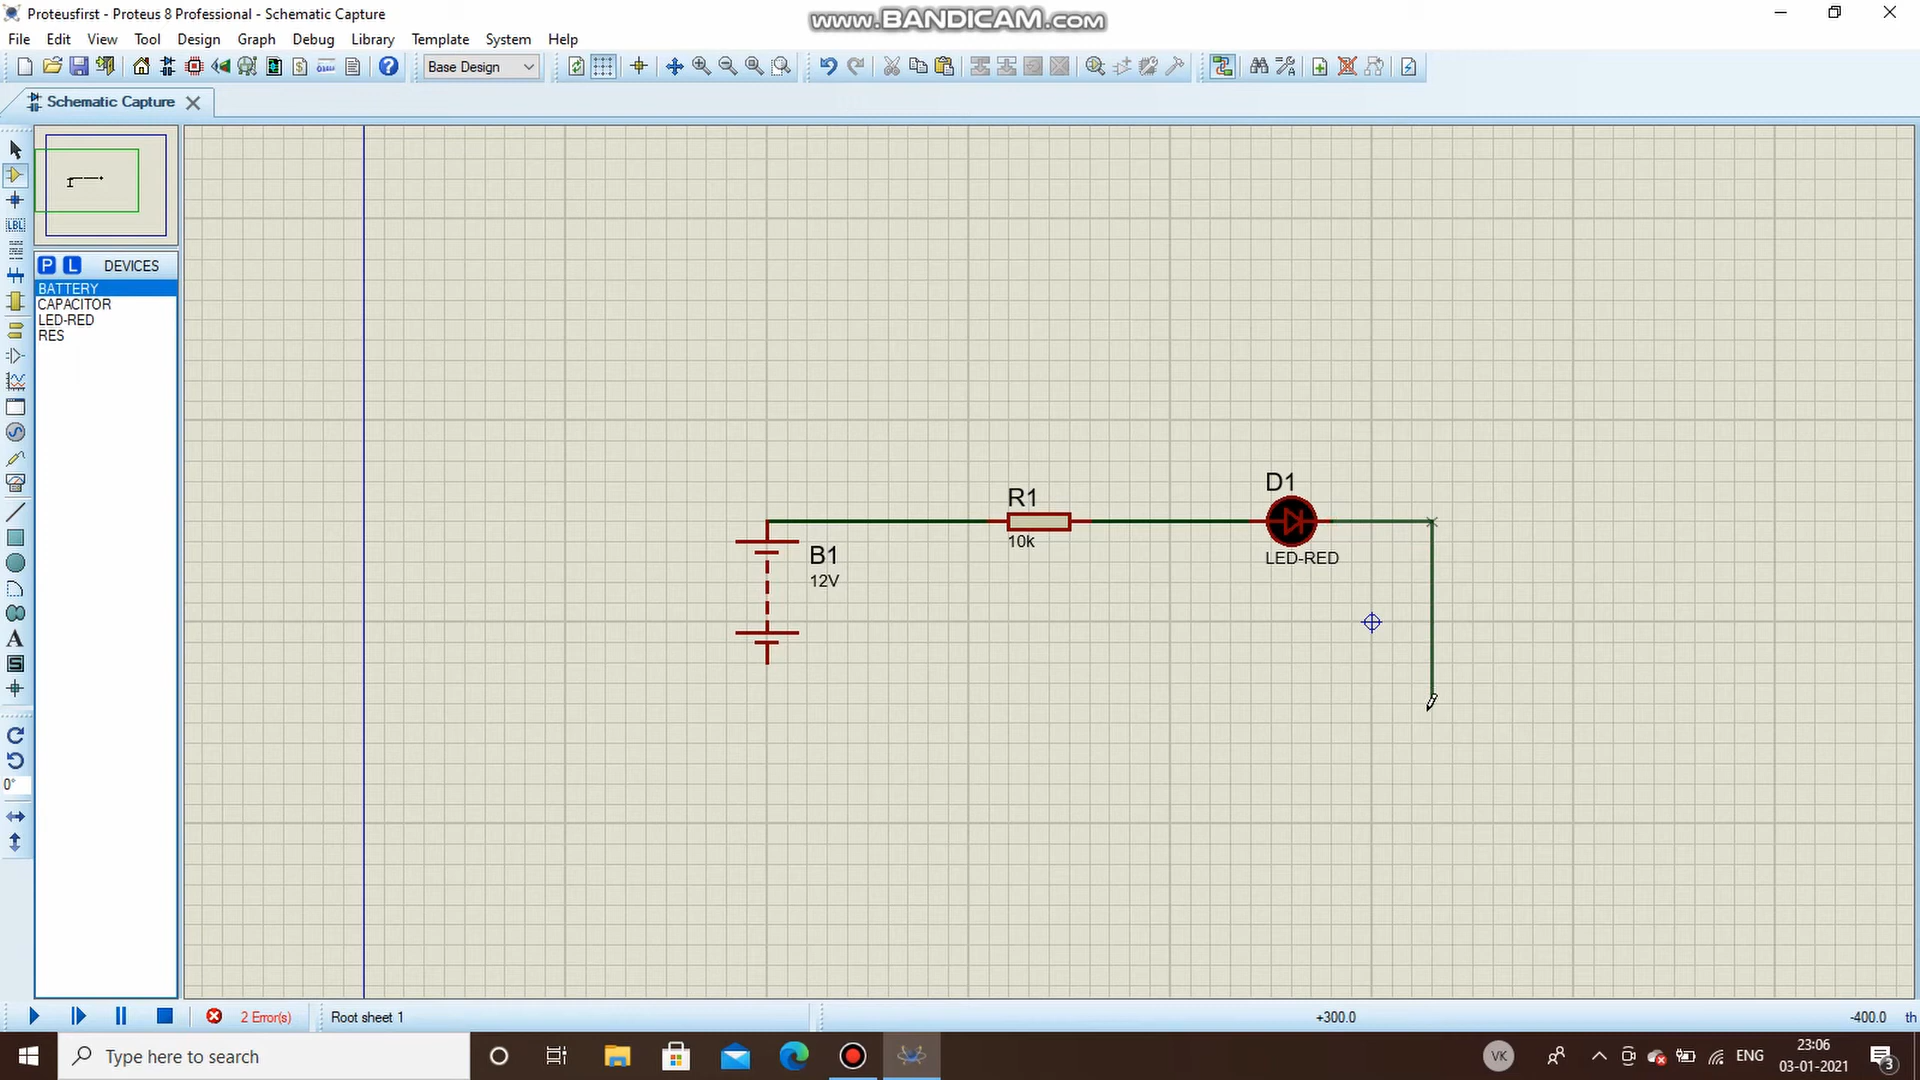 Proteusfirst - Proteus 8 Professional - Schematic Capture
www.BANDICAM.com
File Edit View Tool Design Graph Debug Library Template System Help
Base Design
Schematic Capture
P L DEVICES
BATTERY
CAPACITOR
LED-RED
RES
LBL
A
S
0°
R1
10k
D1
LED-RED
B1
12V
2 Error(s)
Root sheet 1
+300.0
-400.0
th
Type here to search
VK
ENG
23:06
03-01-2021
3